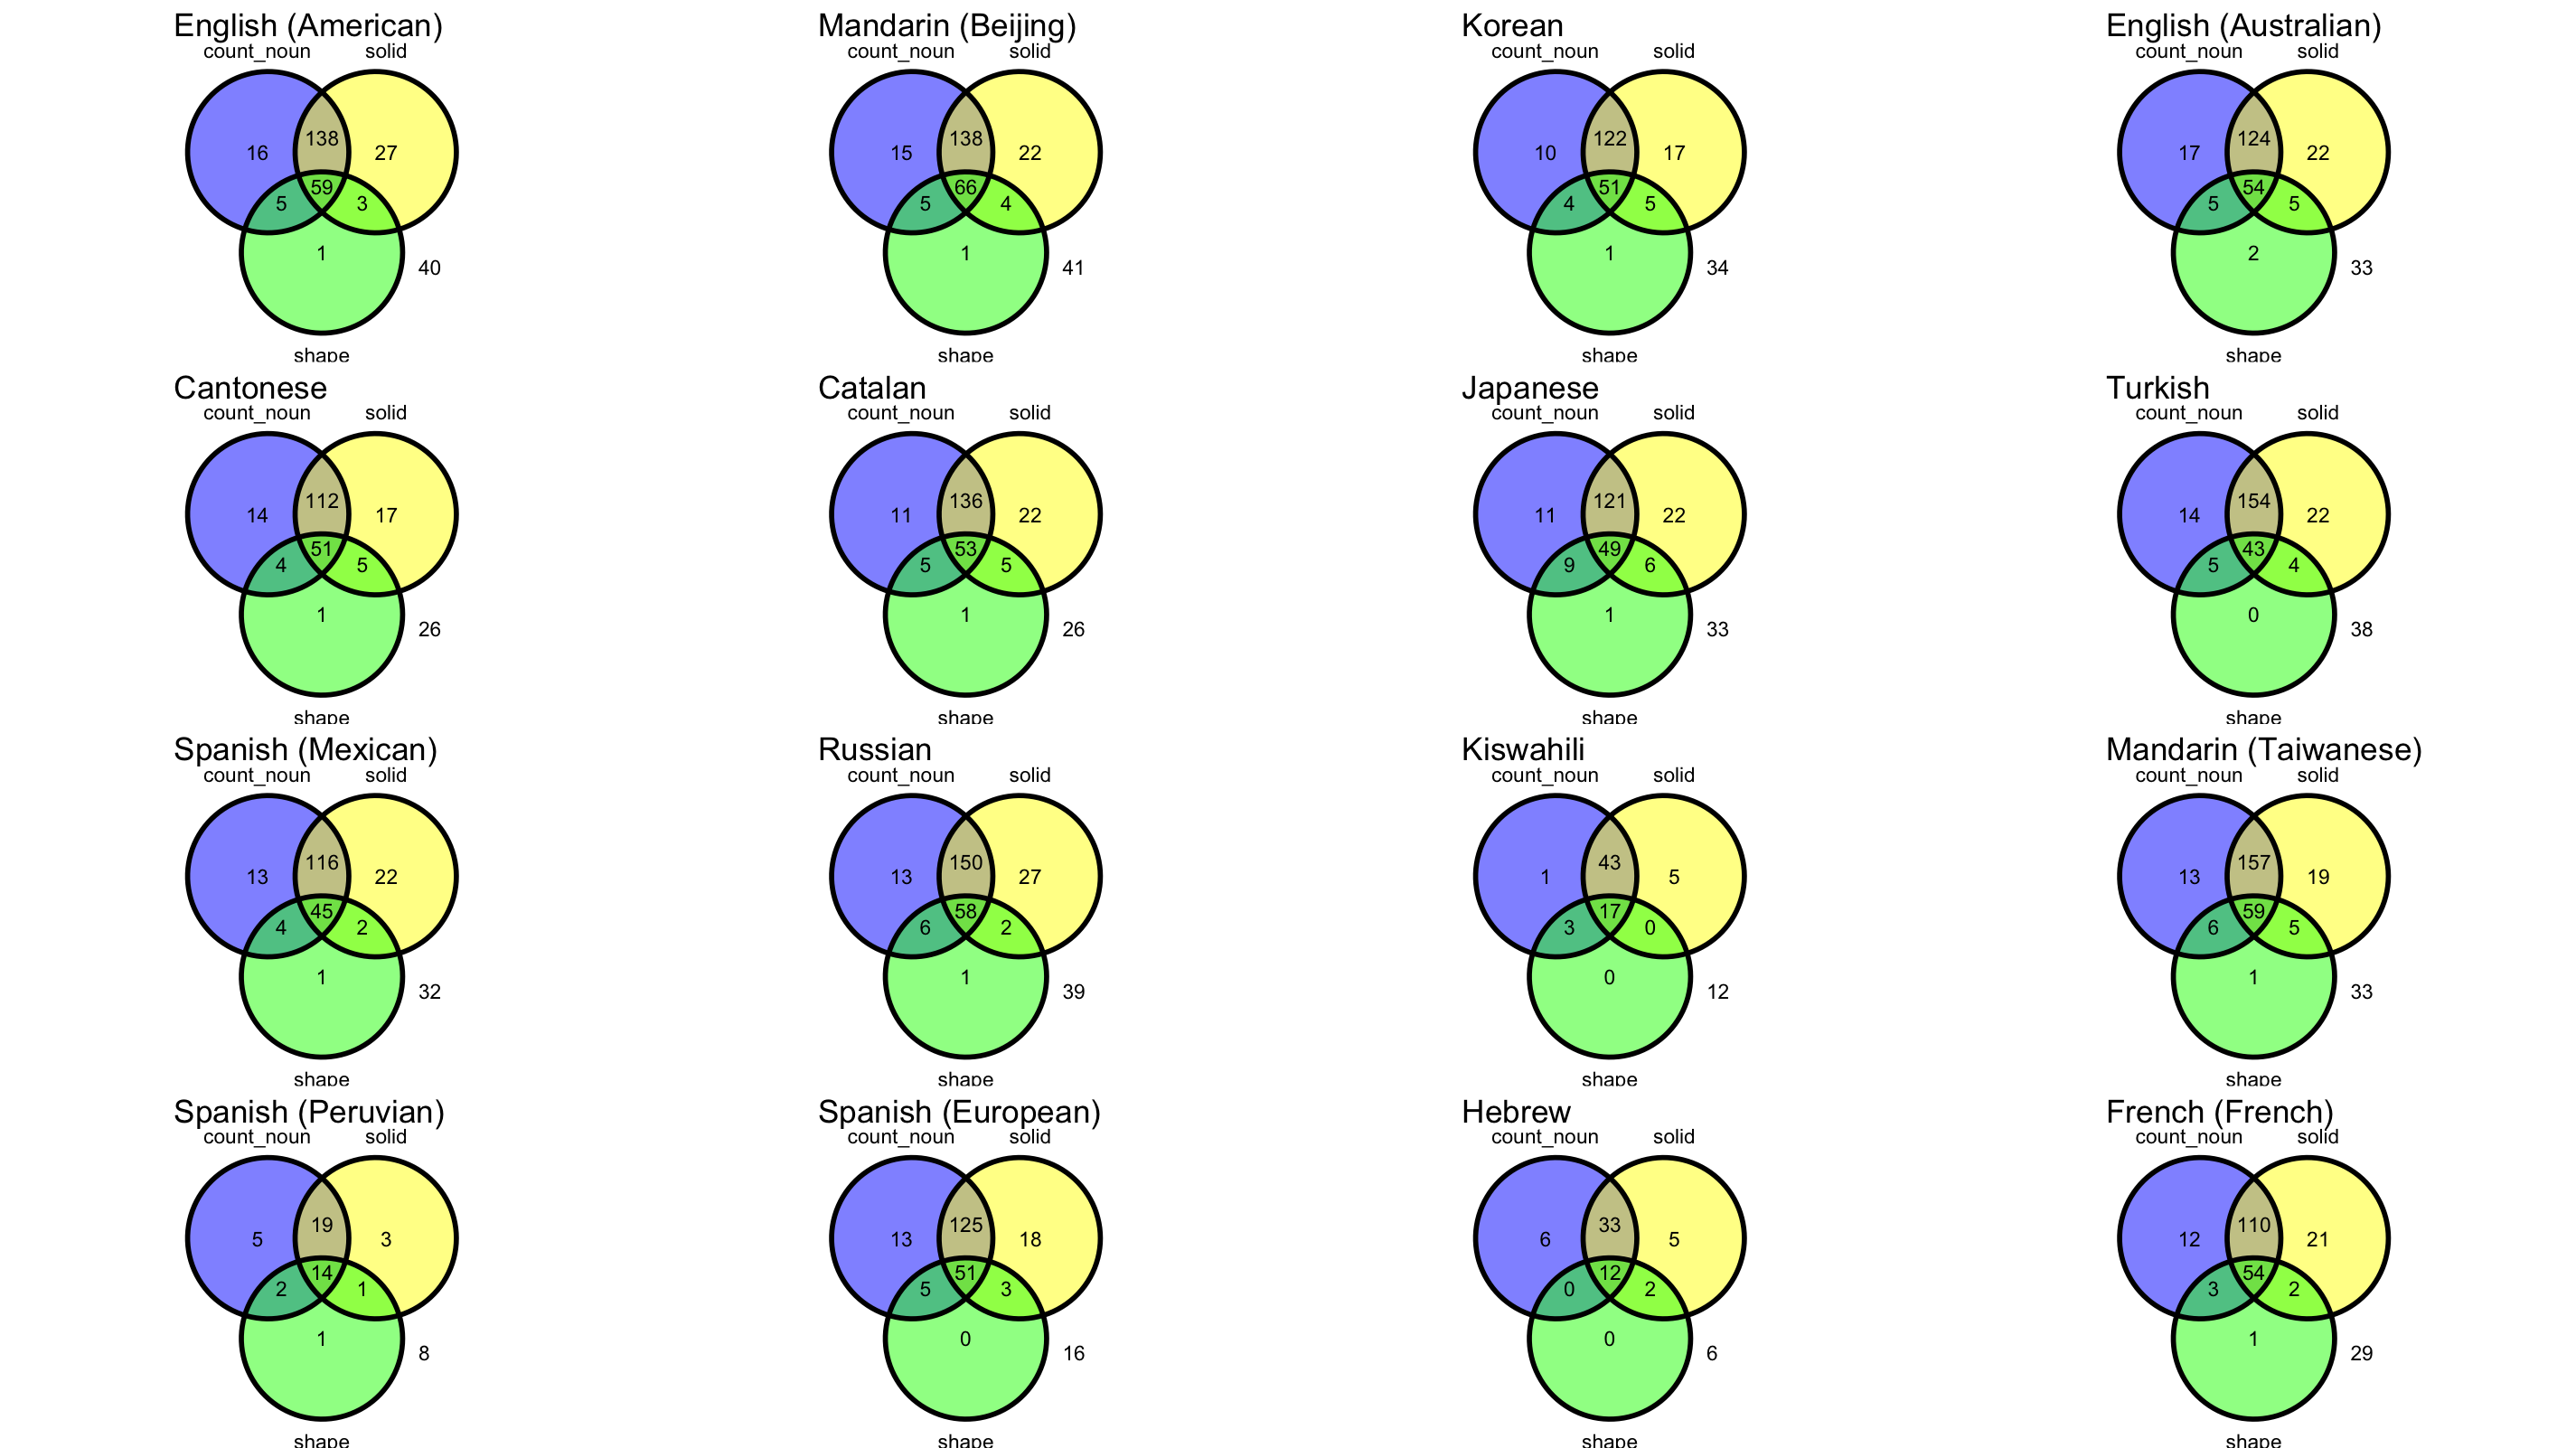 English (American)
count_noun solid
138
16 27
59
5 3
1
40
shape
Mandarin (Beijing)
count_noun solid
138
15 22
66
5 4
1
41
shape
Korean
count_noun solid
122
10 17
51
4 5
1
34
shape
English (Australian)
count_noun solid
124
17 22
54
5 5
2
33
shape
Cantonese
count_noun solid
112
14 17
51
4 5
1
26
shape
Catalan
count_noun solid
136
11 22
53
5 5
1
26
shape
Japanese
count_noun solid
121
11 22
49
9 6
1
33
shape
Turkish
count_noun solid
154
14 22
43
5 4
0
38
shape
Spanish (Mexican)
count_noun solid
116
13 22
45
4 2
1
32
shape
Russian
count_noun solid
150
13 27
58
6 2
1
39
shape
Kiswahili
count_noun solid
43
1 5
17
3 0
0
12
shape
Mandarin (Taiwanese)
count_noun solid
157
13 19
59
6 5
1
33
shape
Spanish (Peruvian)
count_noun solid
19
5 3
14
2 1
1
8
shape
Spanish (European)
count_noun solid
125
13 18
51
5 3
0
16
shape
Hebrew
count_noun solid
33
6 5
12
0 2
0
6
shape
French (French)
count_noun solid
110
12 21
54
3 2
1
29
shape